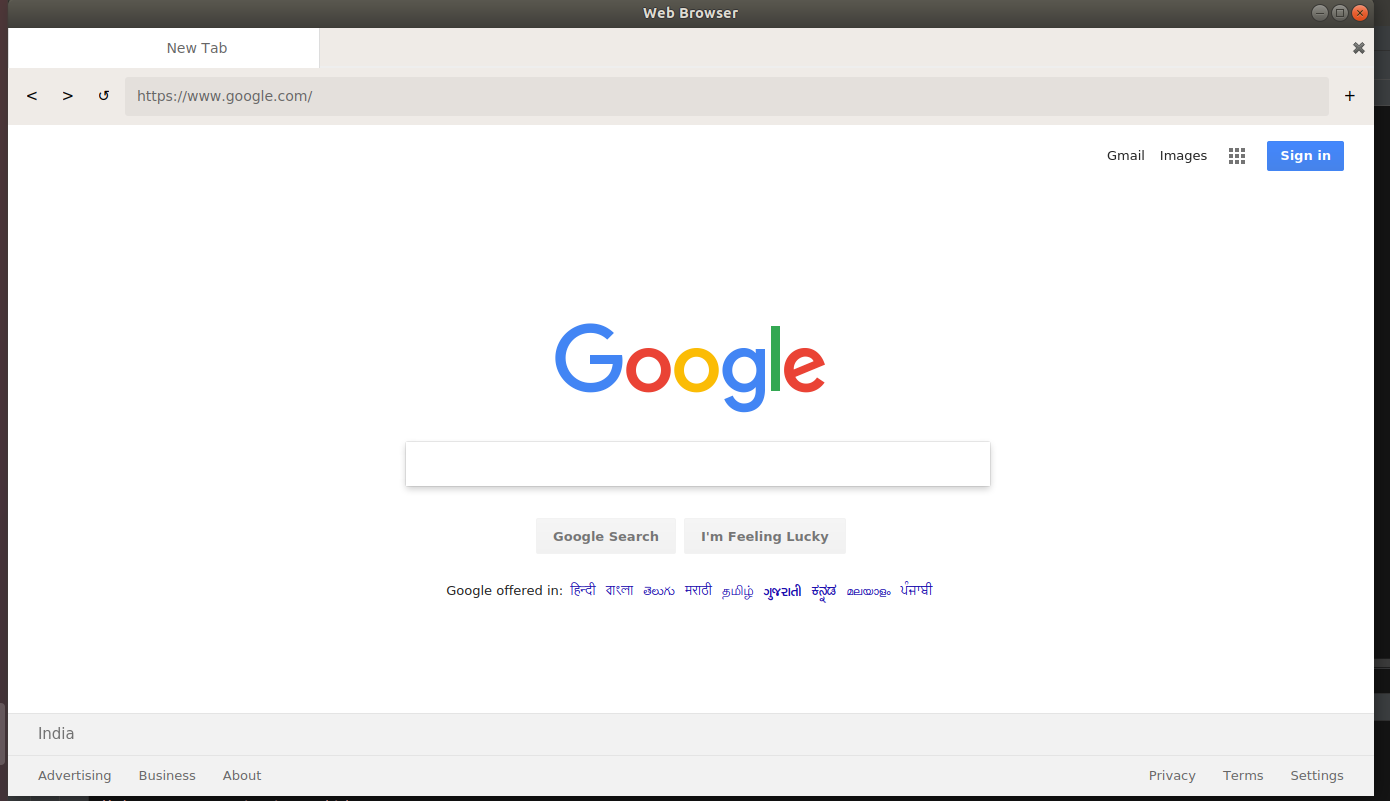 Web Browser
New Tab
https://www.google.com/
Gmail Images Sign in
Google
Google Search I'm Feeling Lucky
Google offered in: हिन्दी বাংলা తెలుగు मराठी தமிழ் ગુજરાતી ಕನ್ನಡ മലയാളം ਪੰਜਾਬੀ
India
Advertising Business About Privacy Terms Settings